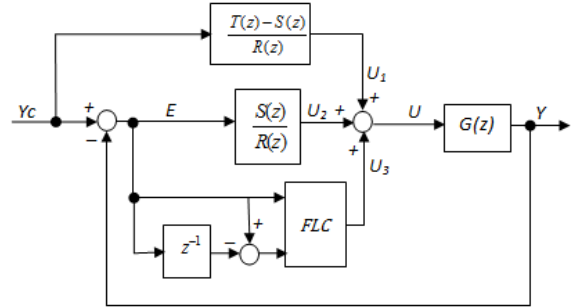 T(z) – S(z)
R(z)
U₁
+
Yc
+
–
E
S(z)
R(z)
U₂
+
+
U
G(z)
Y
U₃
FLC
+
–
z⁻¹